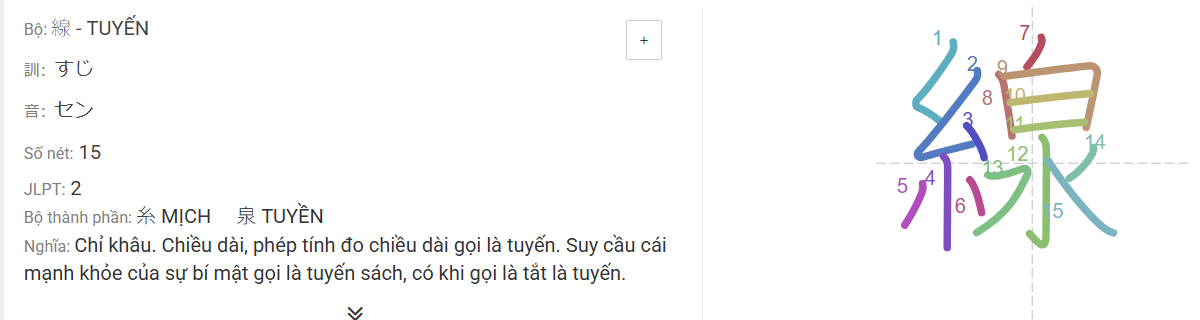 Bộ: 線 - TUYẾN
+
訓: すじ
音: セン
Số nét: 15
JLPT: 2
Bộ thành phần: 糸 MỊCH 泉 TUYỀN
Nghĩa: Chỉ khâu. Chiều dài, phép tính đo chiều dài gọi là tuyến. Suy cầu cái
mạnh khỏe của sự bí mật gọi là tuyến sách, có khi gọi là tắt là tuyến.
線
1
2
3
4
5
6
7
8
9
10
11
12
13
14
15